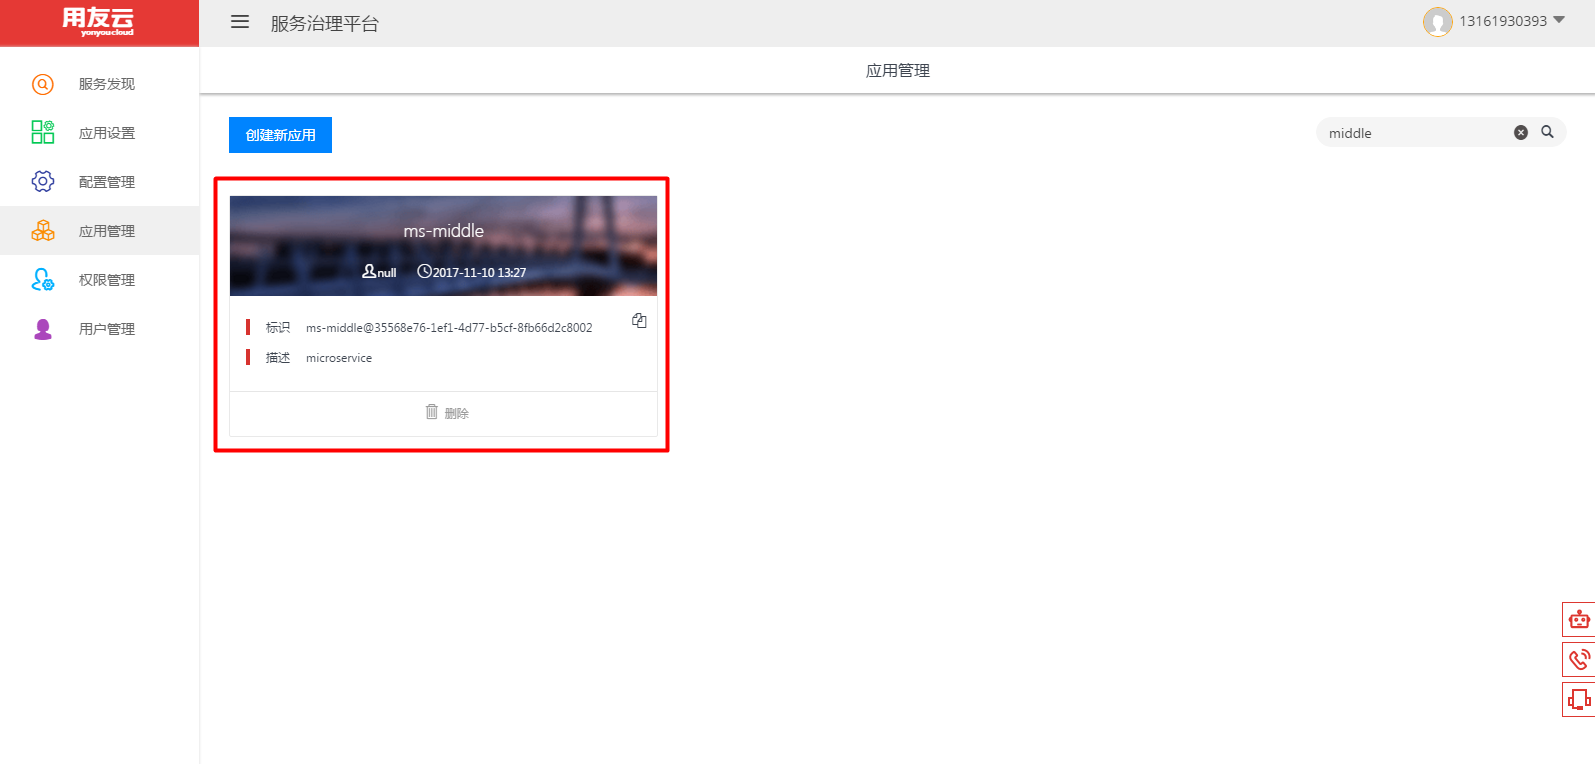 用友云
yonyoucloud
服务治理平台
13161930393
服务发现
应用设置
配置管理
应用管理
权限管理
用户管理
应用管理
创建新应用
middle
ms-middle
null 2017-11-10 13:27
标识 ms-middle@35568e76-1ef1-4d77-b5cf-8fb66d2c8002
描述 microservice
删除